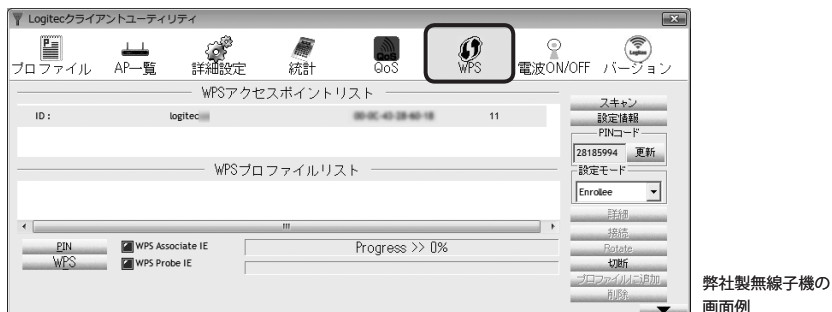 Logitecクライアントユーティリティ
プロファイル AP一覧 詳細設定 統計 QoS WPS 電波ON/OFF バージョン
WPSアクセスポイントリスト
ID : logitec 11
スキャン
設定情報
PINコード
28185994 更新
WPSプロファイルリスト
設定モード
Enrollee
詳細
接続
PIN WPS Associate IE Progress >> 0% Rotate
WPS WPS Probe IE 切断
プロファイルに追加
削除
弊社製無線子機の
画面例